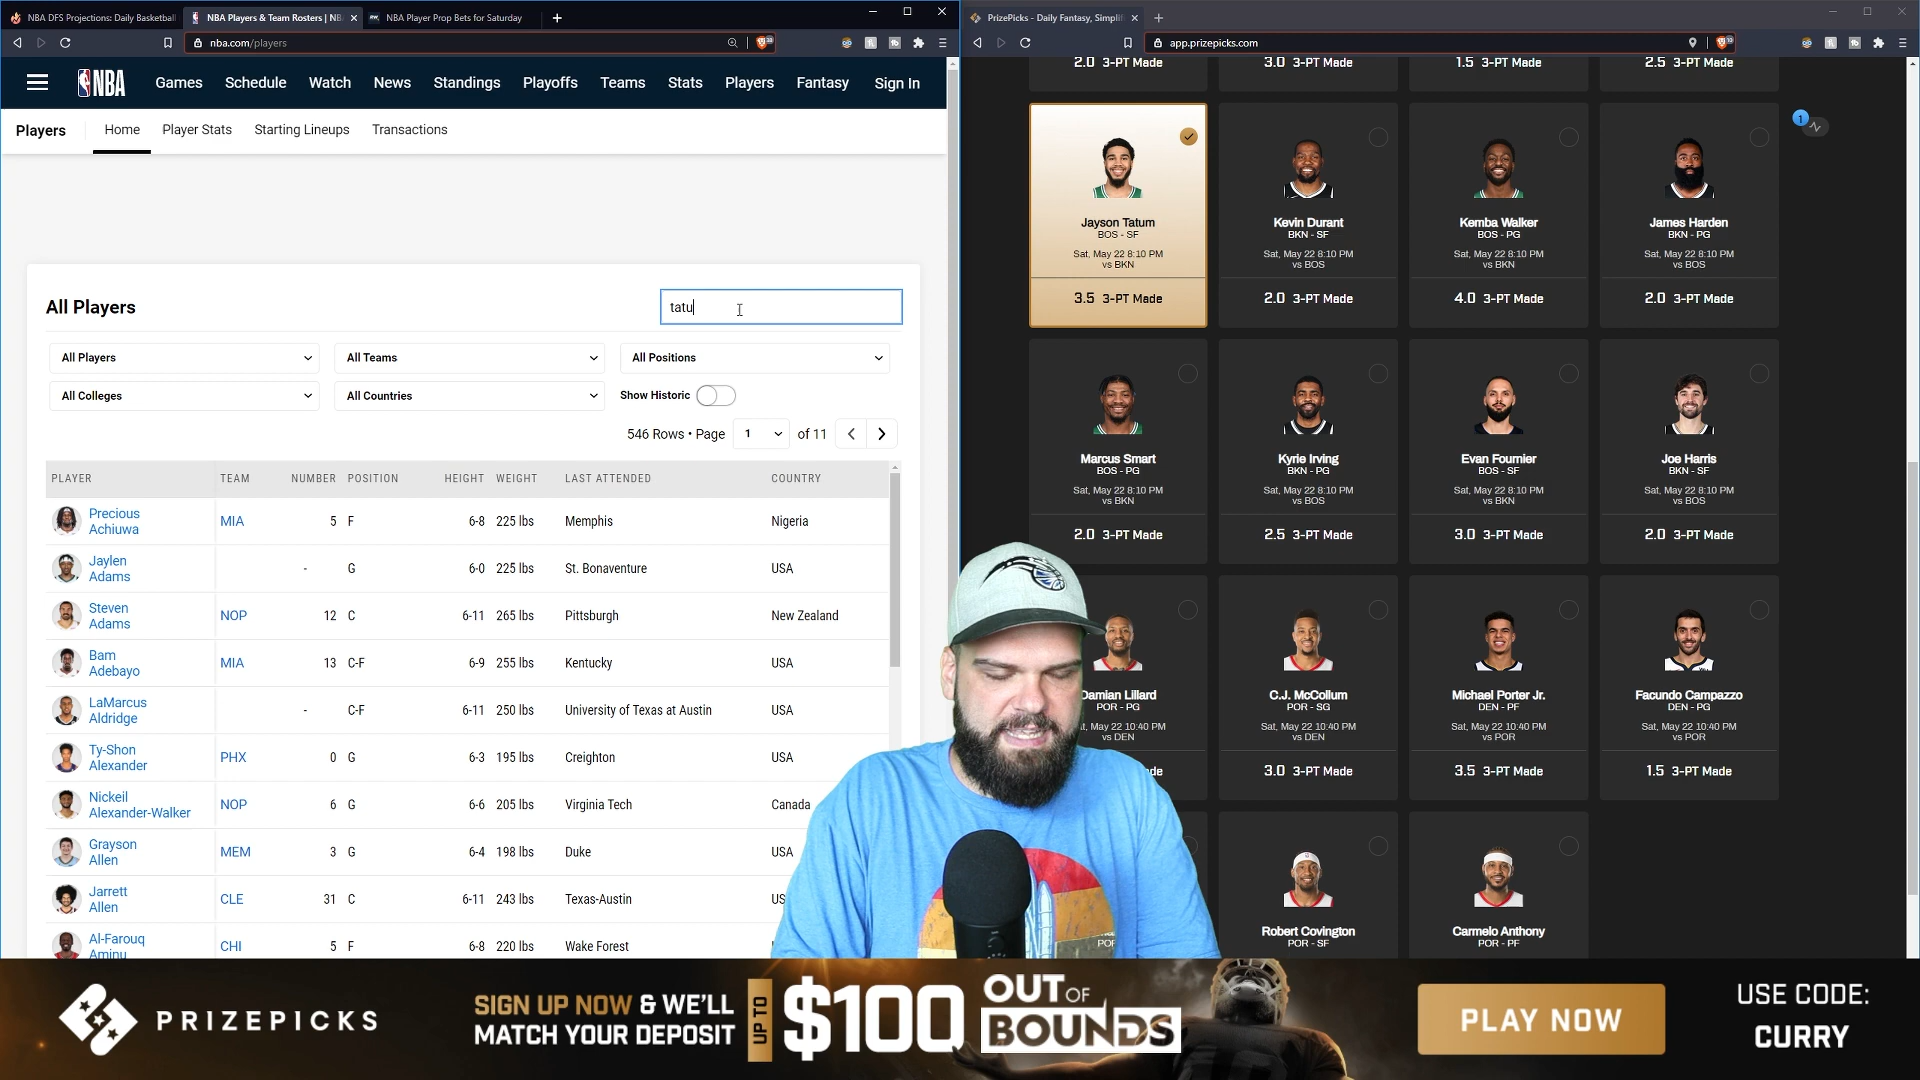 NBA DFS Projections: Daily Basketball
NBA Players & Team Rosters | NB
NBA Player Prop Bets for Saturday
nba.com/players
NBA
Games
Schedule
Watch
News
Standings
Playoffs
Teams
Stats
Players
Fantasy
Sign In
Players
Home
Player Stats
Starting Lineups
Transactions
All Players
tatu
All Players
All Teams
All Positions
All Colleges
All Countries
Show Historic
546 Rows • Page
1
of 11
PLAYER TEAM NUMBER POSITION HEIGHT WEIGHT LAST ATTENDED COUNTRY
Precious
Achiuwa
MIA 5 F 6-8 225 lbs Memphis Nigeria
Jaylen
Adams
- G 6-0 225 lbs St. Bonaventure USA
Steven
Adams
NOP 12 C 6-11 265 lbs Pittsburgh New Zealand
Bam
Adebayo
MIA 13 C-F 6-9 255 lbs Kentucky USA
LaMarcus
Aldridge
- C-F 6-11 250 lbs University of Texas at Austin USA
Ty-Shon
Alexander
PHX 0 G 6-3 195 lbs Creighton
Nickeil
Alexander-Walker
NOP 6 G 6-6 205 lbs Virginia Tech Canada
Grayson
Allen
MEM 3 G 6-4 198 lbs Duke USA
Jarrett
Allen
CLE 31 C 6-11 243 lbs Texas-Austin US
Al-Farouq
Aminu
CHI 5 F 6-8 220 lbs Wake Forest
PrizePicks - Daily Fantasy, Simplif
app.prizepicks.com
2.0 3-PT Made
3.0 3-PT Made
1.5 3-PT Made
2.5 3-PT Made
1
Jayson Tatum
BOS - SF
Sat, May 22 8:10 PM
vs BKN
3.5 3-PT Made
Kevin Durant
BKN - SF
Sat, May 22 8:10 PM
vs BOS
2.0 3-PT Made
Kemba Walker
BOS - PG
Sat, May 22 8:10 PM
vs BKN
4.0 3-PT Made
James Harden
BKN - PG
Sat, May 22 8:10 PM
vs BOS
2.0 3-PT Made
Marcus Smart
BOS - PG
Sat, May 22 8:10 PM
vs BKN
2.0 3-PT Made
Kyrie Irving
BKN - PG
Sat, May 22 8:10 PM
vs BOS
2.5 3-PT Made
Evan Fournier
BOS - SF
Sat, May 22 8:10 PM
vs BKN
3.0 3-PT Made
Joe Harris
BKN - SF
Sat, May 22 8:10 PM
vs BOS
2.0 3-PT Made
Damian Lillard
POR - PG
at, May 22 10:40 PM
vs DEN
de
C.J. McCollum
POR - SG
Sat, May 22 10:40 PM
vs DEN
3.0 3-PT Made
Michael Porter Jr.
DEN - PF
Sat, May 22 10:40 PM
vs POR
3.5 3-PT Made
Facundo Campazzo
DEN - PG
Sat, May 22 10:40 PM
vs POR
1.5 3-PT Made
POR
Robert Covington
POR - SF
Carmelo Anthony
POR - PF
PRIZEPICKS
SIGN UP NOW & WE'LL
MATCH YOUR DEPOSIT
UP TO
$100
OUT OF
BOUNDS
PLAY NOW
USE CODE:
CURRY